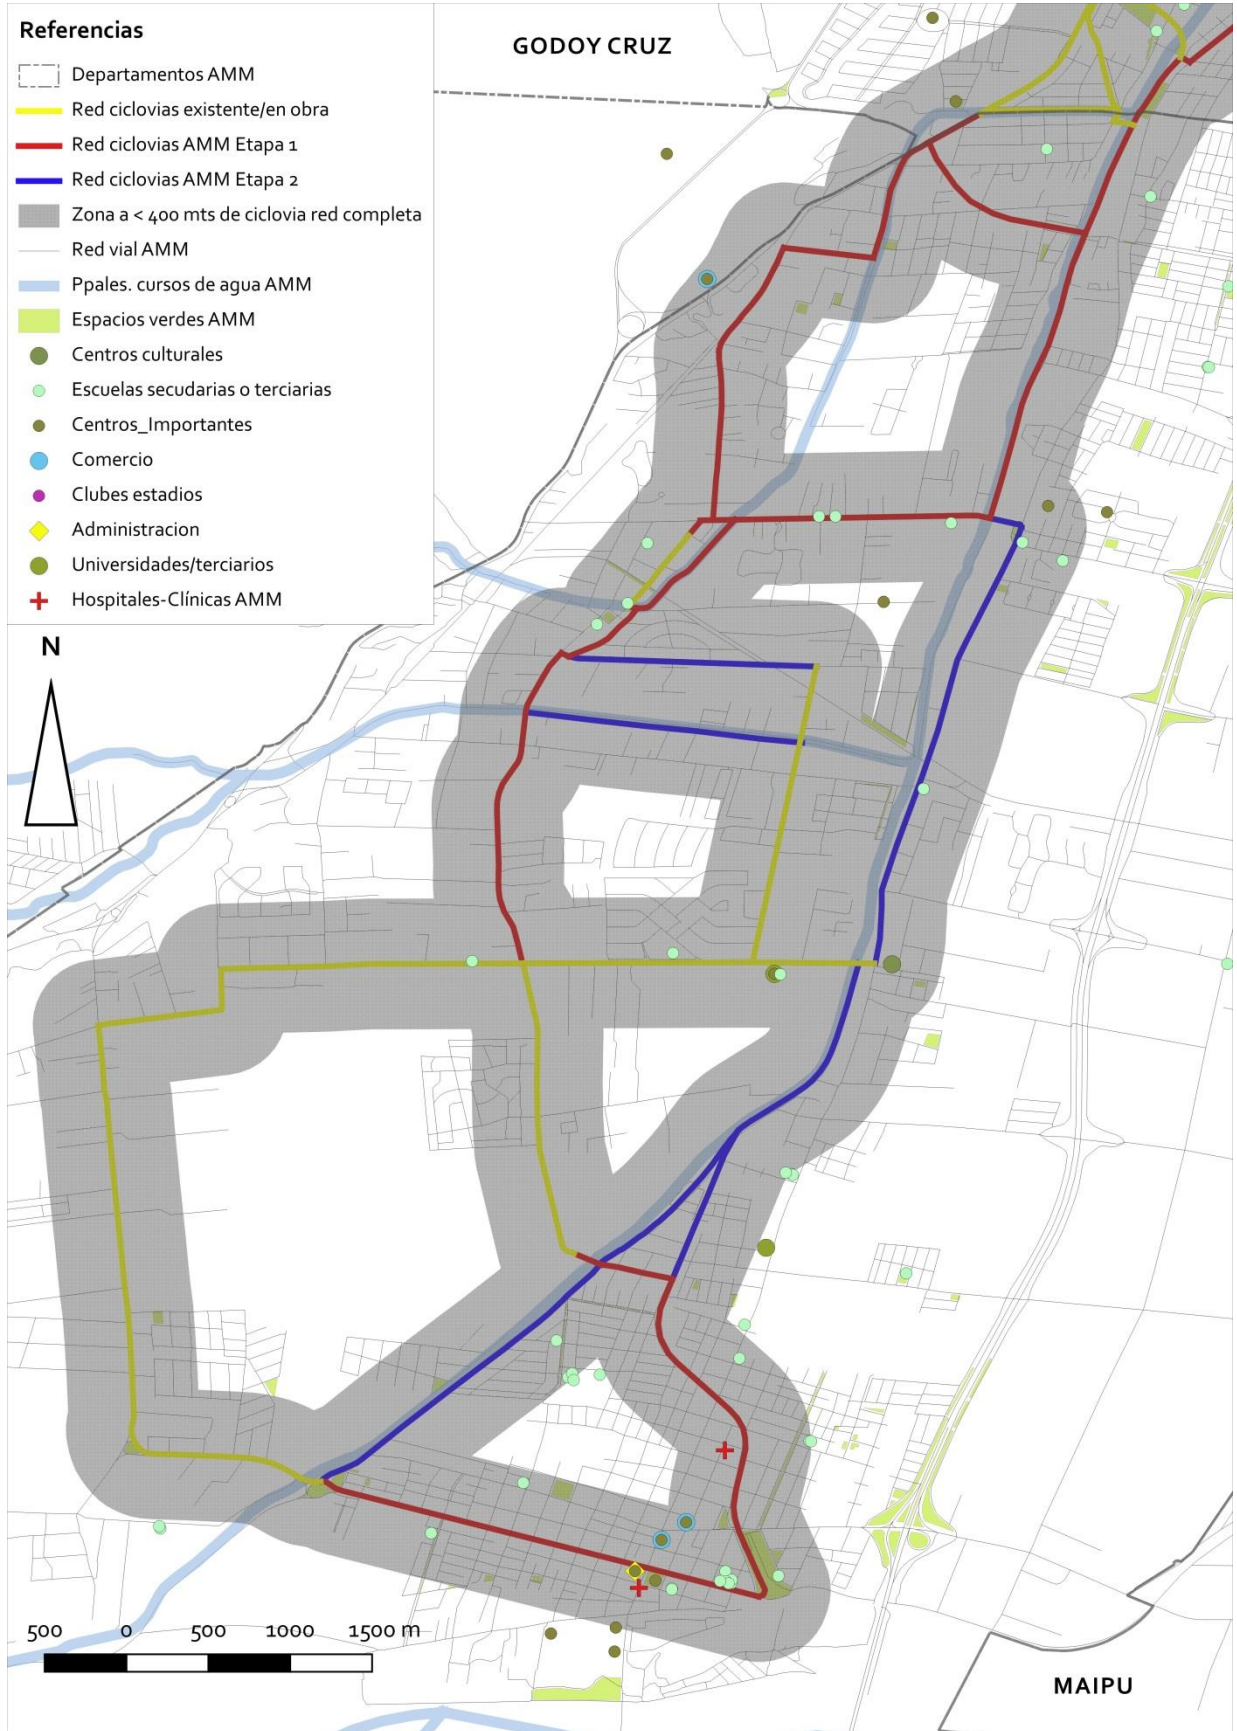 Referencias
GODOY CRUZ
Departamentos AMM
Red ciclovias existente/en obra
Red ciclovias AMM Etapa 1
Red ciclovias AMM Etapa 2
Zona a < 400 mts de ciclovia red completa
Red vial AMM
Ppales. cursos de agua AMM
Espacios verdes AMM
Centros culturales
Escuelas secudarias o terciarias
Centros_Importantes
Comercio
Clubes estadios
Administracion
Universidades/terciarios
Hospitales-Clínicas AMM
N
500 0 500 1000 1500 m
MAIPU